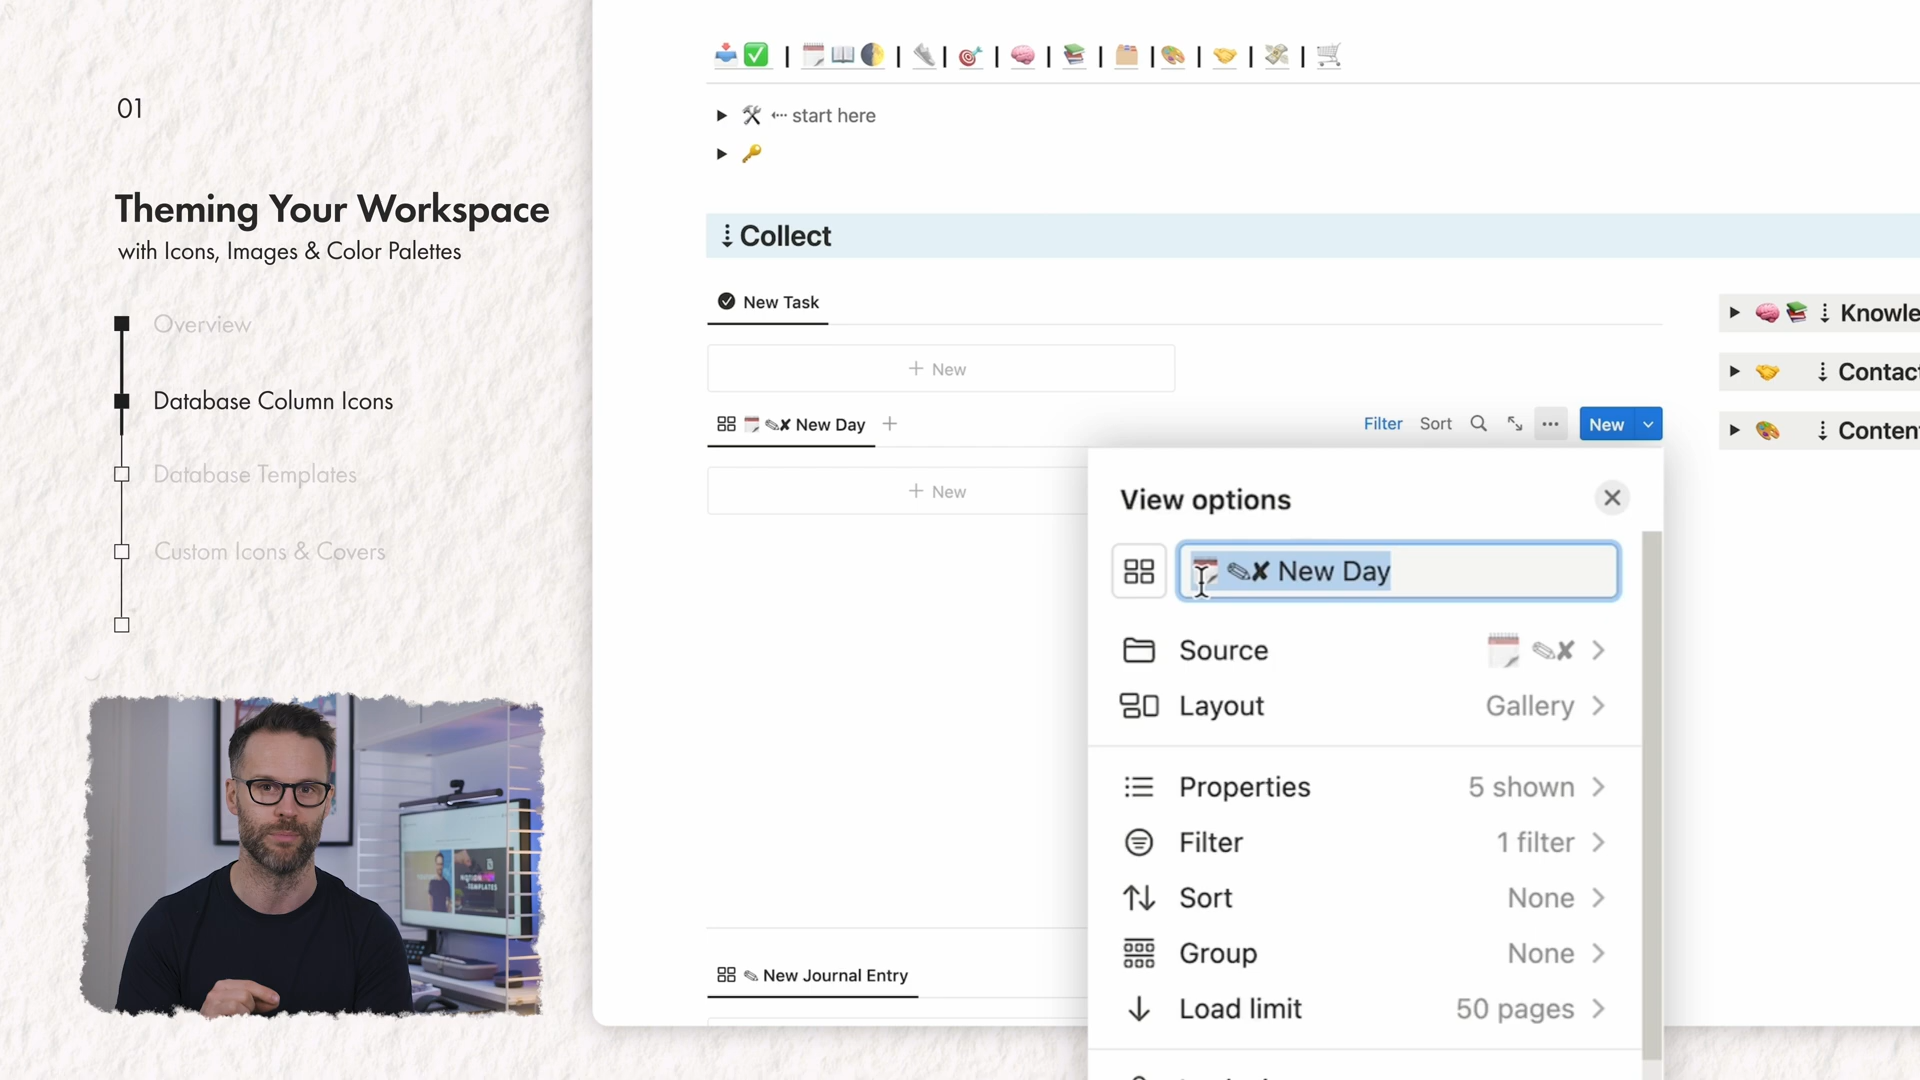 01
Theming Your Workspace
with Icons, Images & Color Palettes
Overview
Database Column Icons
Database Templates
Custom Icons & Covers
start here
Collect
New Task
+ New
New Day +
Filter Sort New
+ New
New Journal Entry
View options
New Day
Source
Layout Gallery
Properties 5 shown
Filter 1 filter
Sort None
Group None
Load limit 50 pages
Knowle
Contac
Conten
NOTION
TEMPLATES